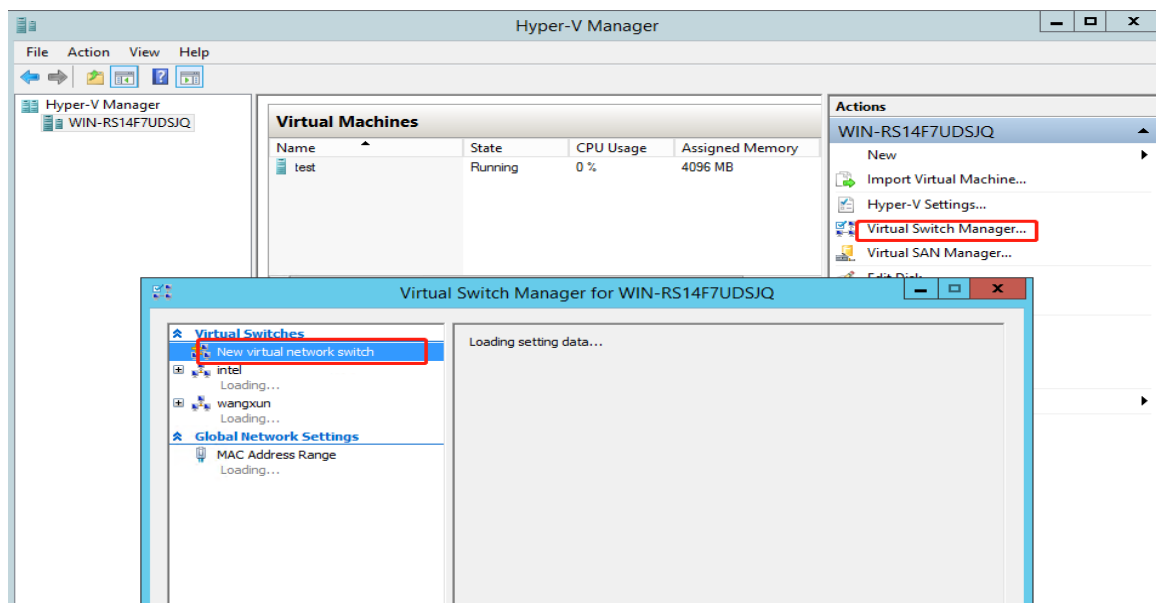 Hyper-V Manager
File Action View Help
Hyper-V Manager
WIN-RS14F7UDSJQ
Virtual Machines
Name State CPU Usage Assigned Memory
test Running 0 % 4096 MB
Actions
WIN-RS14F7UDSJQ
New
Import Virtual Machine...
Hyper-V Settings...
Virtual Switch Manager...
Virtual SAN Manager...
Edit Disk
Virtual Switch Manager for WIN-RS14F7UDSJQ
Virtual Switches
New virtual network switch
intel
Loading...
wangxun
Loading...
Global Network Settings
MAC Address Range
Loading...
Loading setting data...